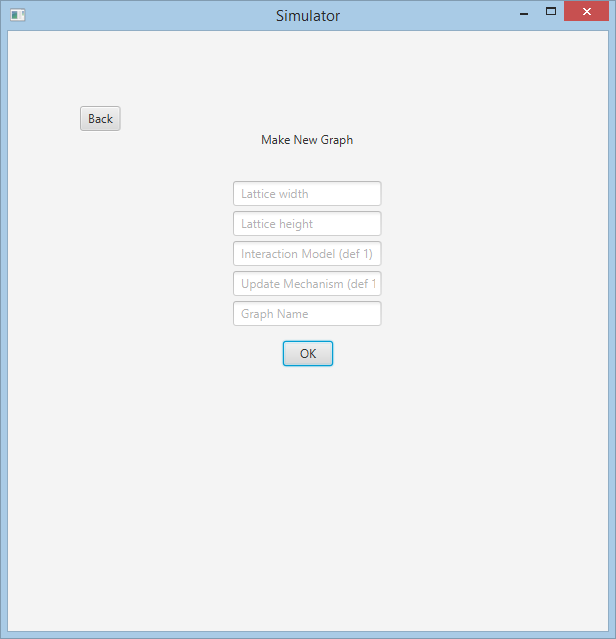 Simulator
Back
Make New Graph
Lattice width
Lattice height
Interaction Model (def 1)
Update Mechanism (def 1
Graph Name
OK